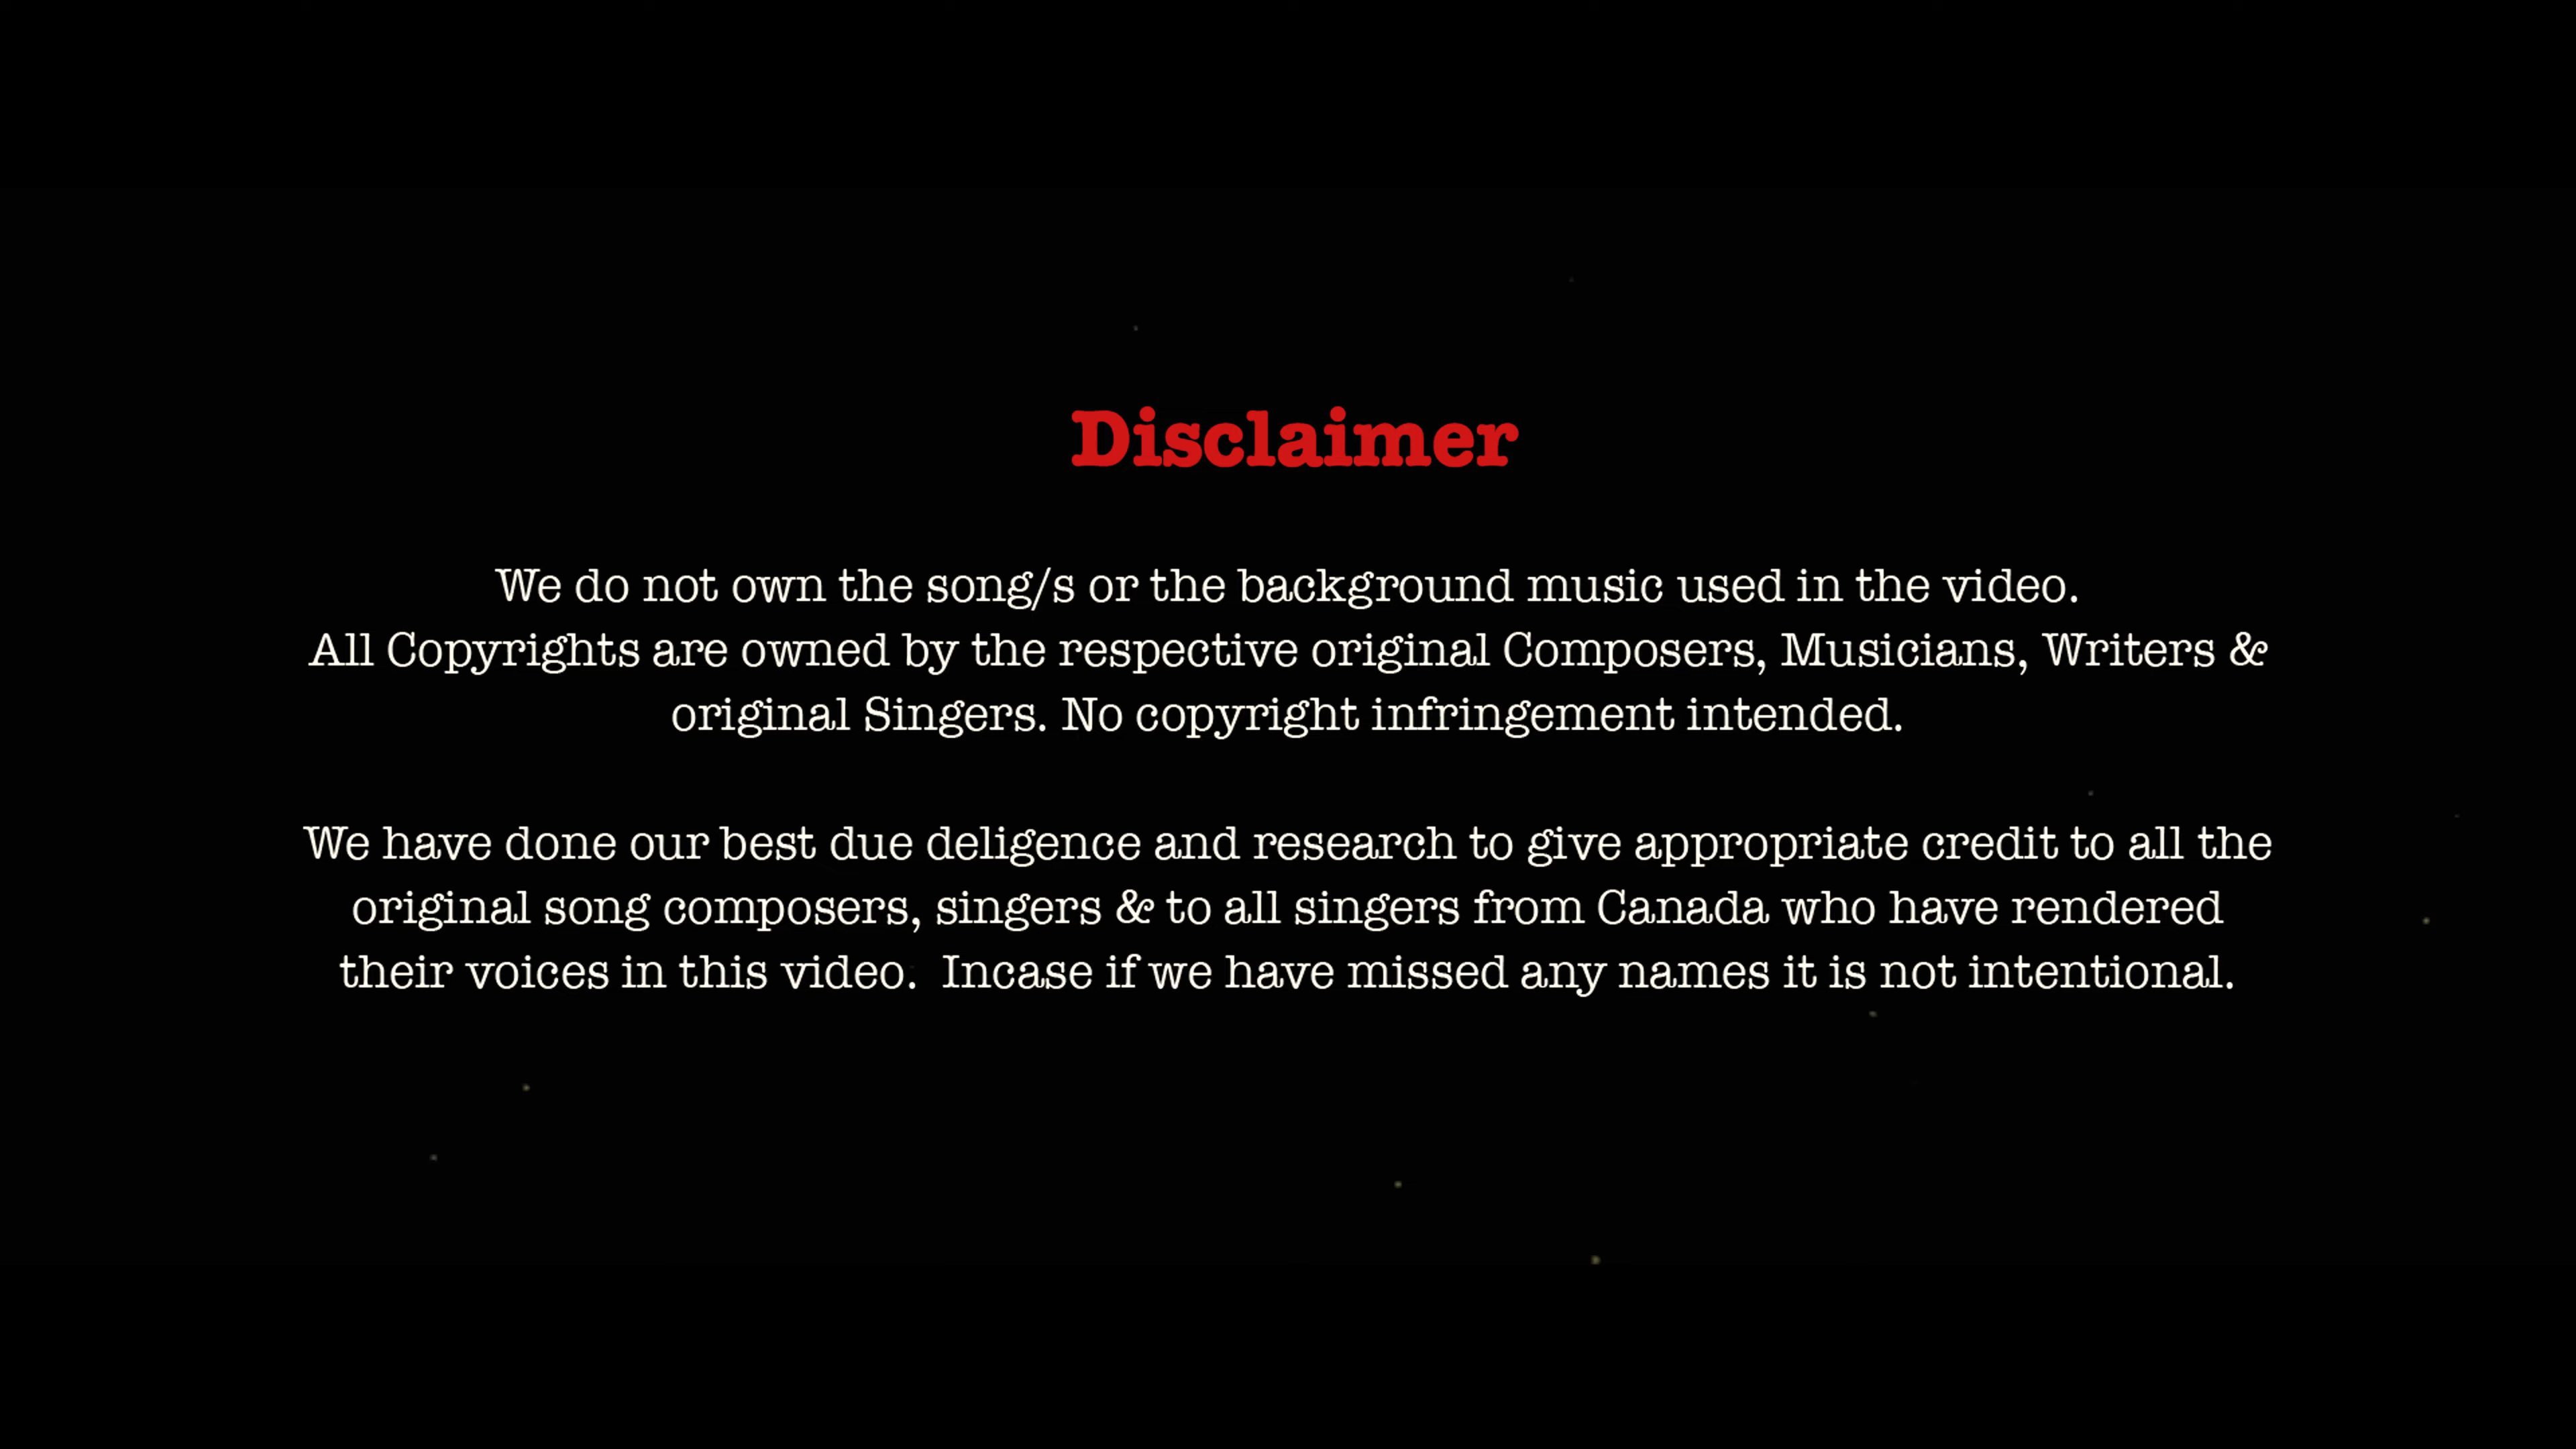 Disclaimer
We do not own the song/s or the background music used in the video.
All Copyrights are owned by the respective original Composers, Musicians, Writers &
original Singers. No copyright infringement intended.
We have done our best due deligence and research to give appropriate credit to all the
original song composers, singers & to all singers from Canada who have rendered
their voices in this video.  Incase if we have missed any names it is not intentional.